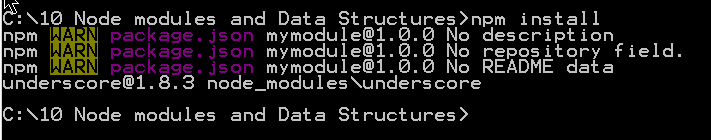 C:\10 Node modules and Data Structures>npm install
npm WARN package.json mymodule@1.0.0 No description
npm WARN package.json mymodule@1.0.0 No repository field.
npm WARN package.json mymodule@1.0.0 No README data
underscore@1.8.3 node_modules\underscore
C:\10 Node modules and Data Structures>